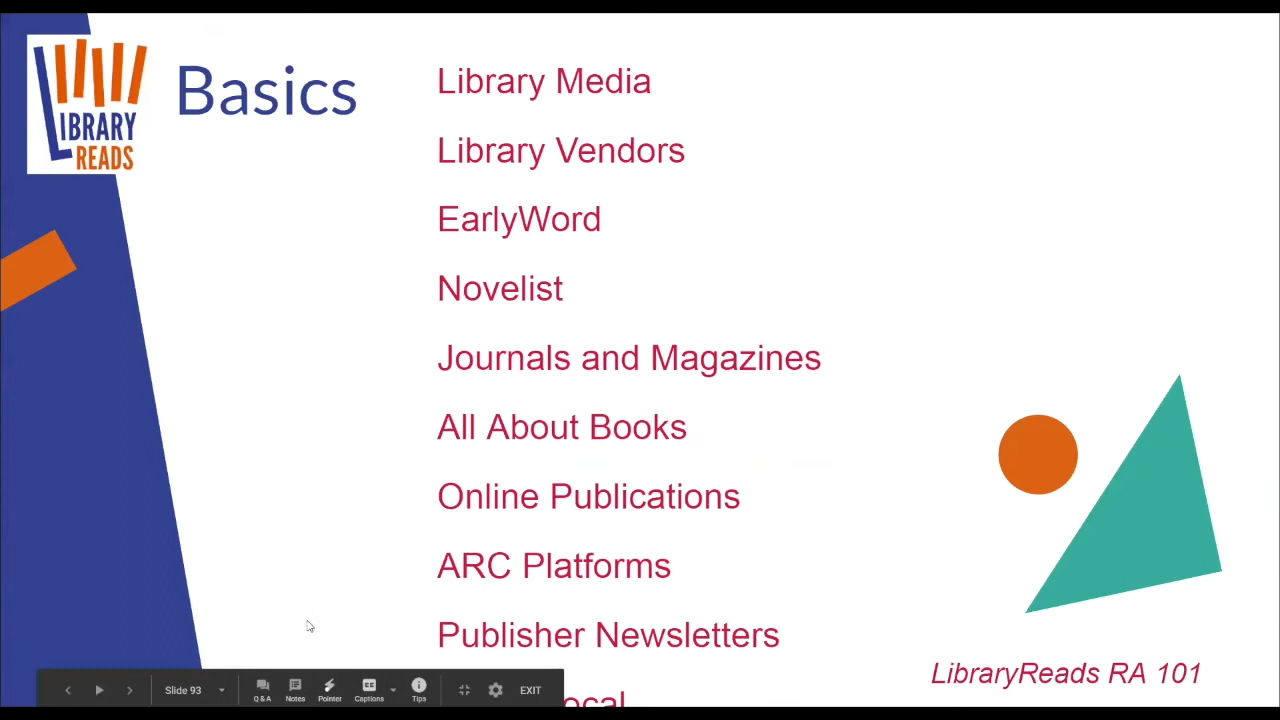 LIBRARY
READS
Basics
Library Media
Library Vendors
EarlyWord
Novelist
Journals and Magazines
All About Books
Online Publications
ARC Platforms
Publisher Newsletters
LibraryReads RA 101
Slide 93
Q & A
Notes
Pointer
CC
Captions
Tips
EXIT